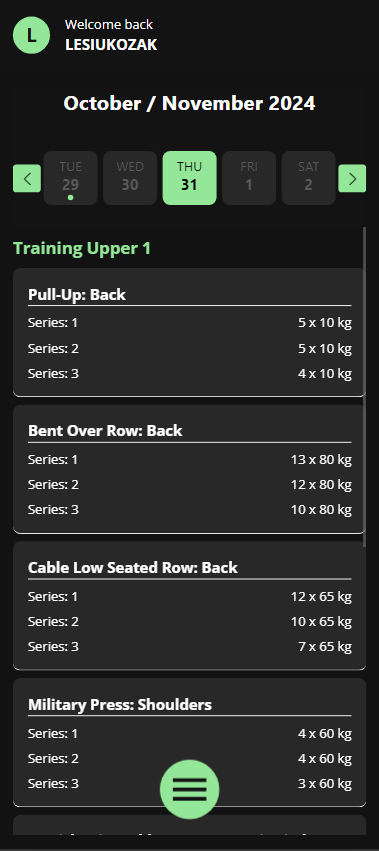 L
Welcome back
LESIUKOZAK
October / November 2024
TUE WED THU FRI SAT
29 30 31 1 2
Training Upper 1
Pull-Up: Back
Series: 1 5 x 10 kg
Series: 2 5 x 10 kg
Series: 3 4 x 10 kg
Bent Over Row: Back
Series: 1 13 x 80 kg
Series: 2 12 x 80 kg
Series: 3 10 x 80 kg
Cable Low Seated Row: Back
Series: 1 12 x 65 kg
Series: 2 10 x 65 kg
Series: 3 7 x 65 kg
Military Press: Shoulders
Series: 1 4 x 60 kg
Series: 2 4 x 60 kg
Series: 3 3 x 60 kg